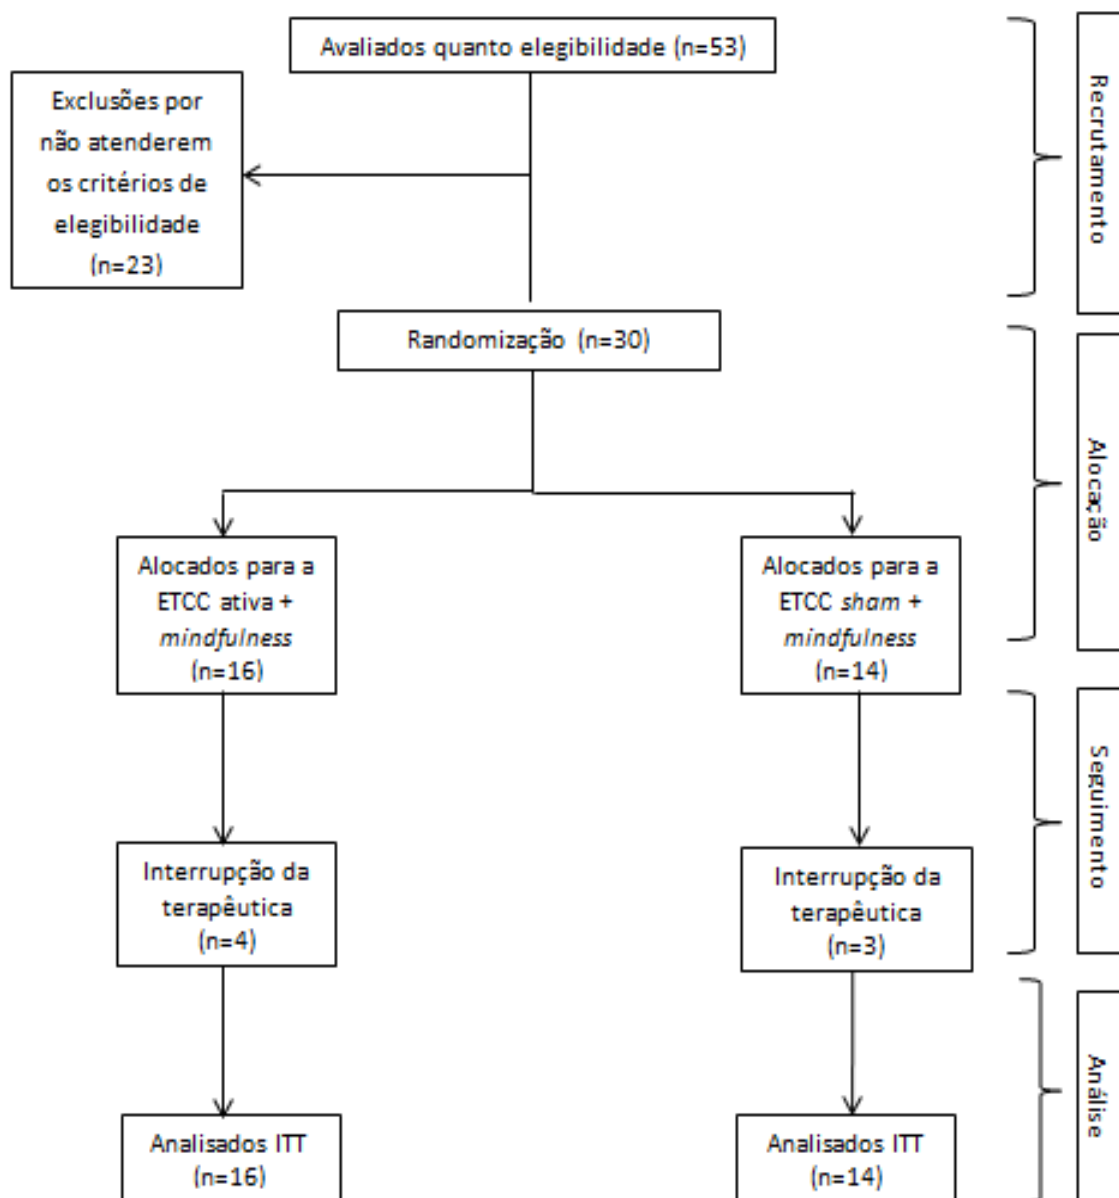 Avaliados quanto elegibilidade (n=53)
Exclusões por
não atenderem
os critérios de
elegibilidade
(n=23)
Recrutamento
Randomização (n=30)
Alocação
Alocados para a
ETCC ativa +
mindfulness
(n=16)
Alocados para a
ETCC sham +
mindfulness
(n=14)
Seguimento
Interrupção da
terapêutica
(n=4)
Interrupção da
terapêutica
(n=3)
Análise
Analisados ITT
(n=16)
Analisados ITT
(n=14)